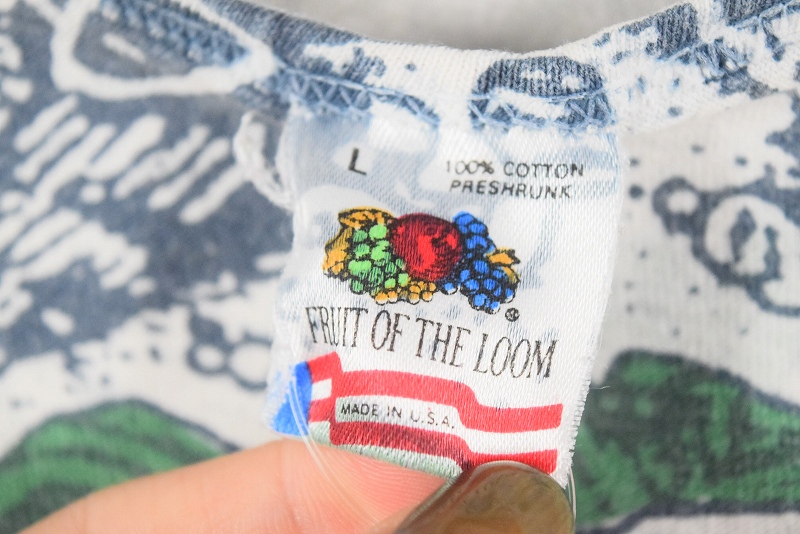 L
100% COTTON
PRESHRUNK
®
FRUIT OF THE LOOM
MADE IN U.S.A.